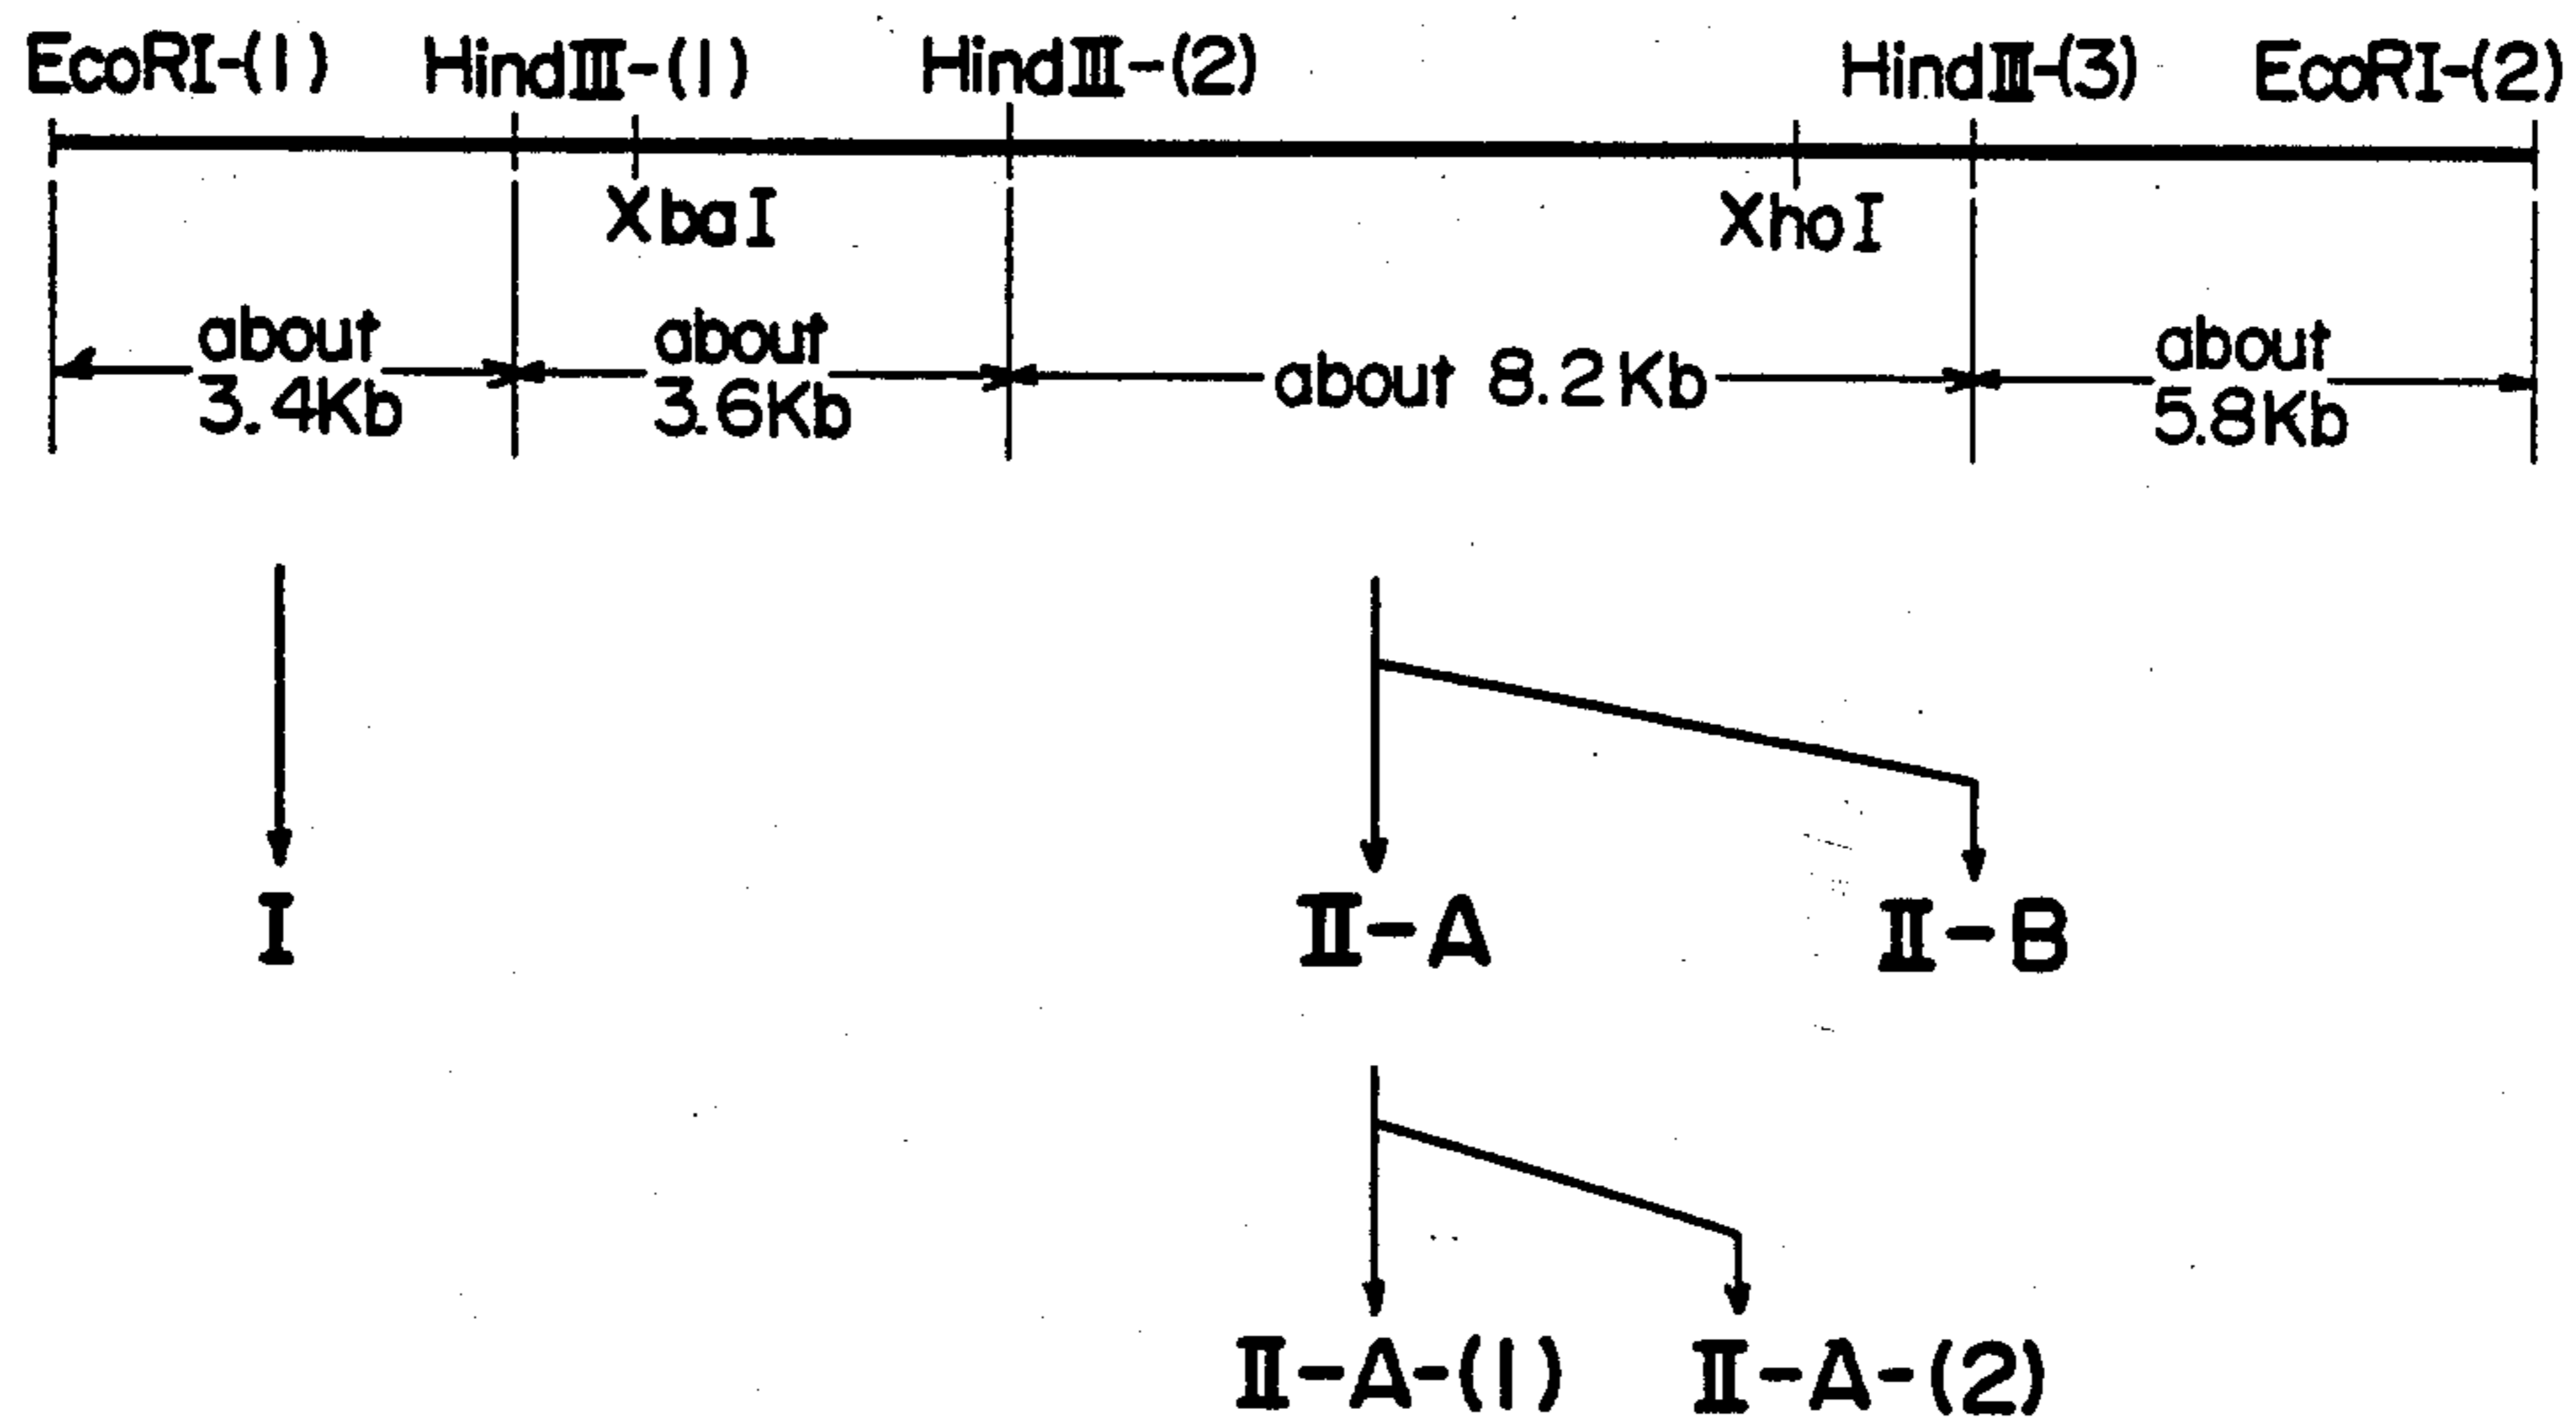 EcoRI-(1) HindIII-(1) HindIII-(2) HindIII-(3) EcoRI-(2)
XbaI XhoI
about 3.4Kb
about 3.6Kb
about 8.2Kb
about 5.8Kb
I II-A II-B
II-A-(1) II-A-(2)